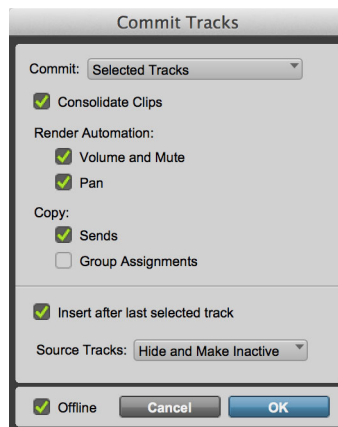 Commit Tracks
Commit: Selected Tracks
Consolidate Clips
Render Automation:
Volume and Mute
Pan
Copy:
Sends
Group Assignments
Insert after last selected track
Source Tracks: Hide and Make Inactive
Offline Cancel OK